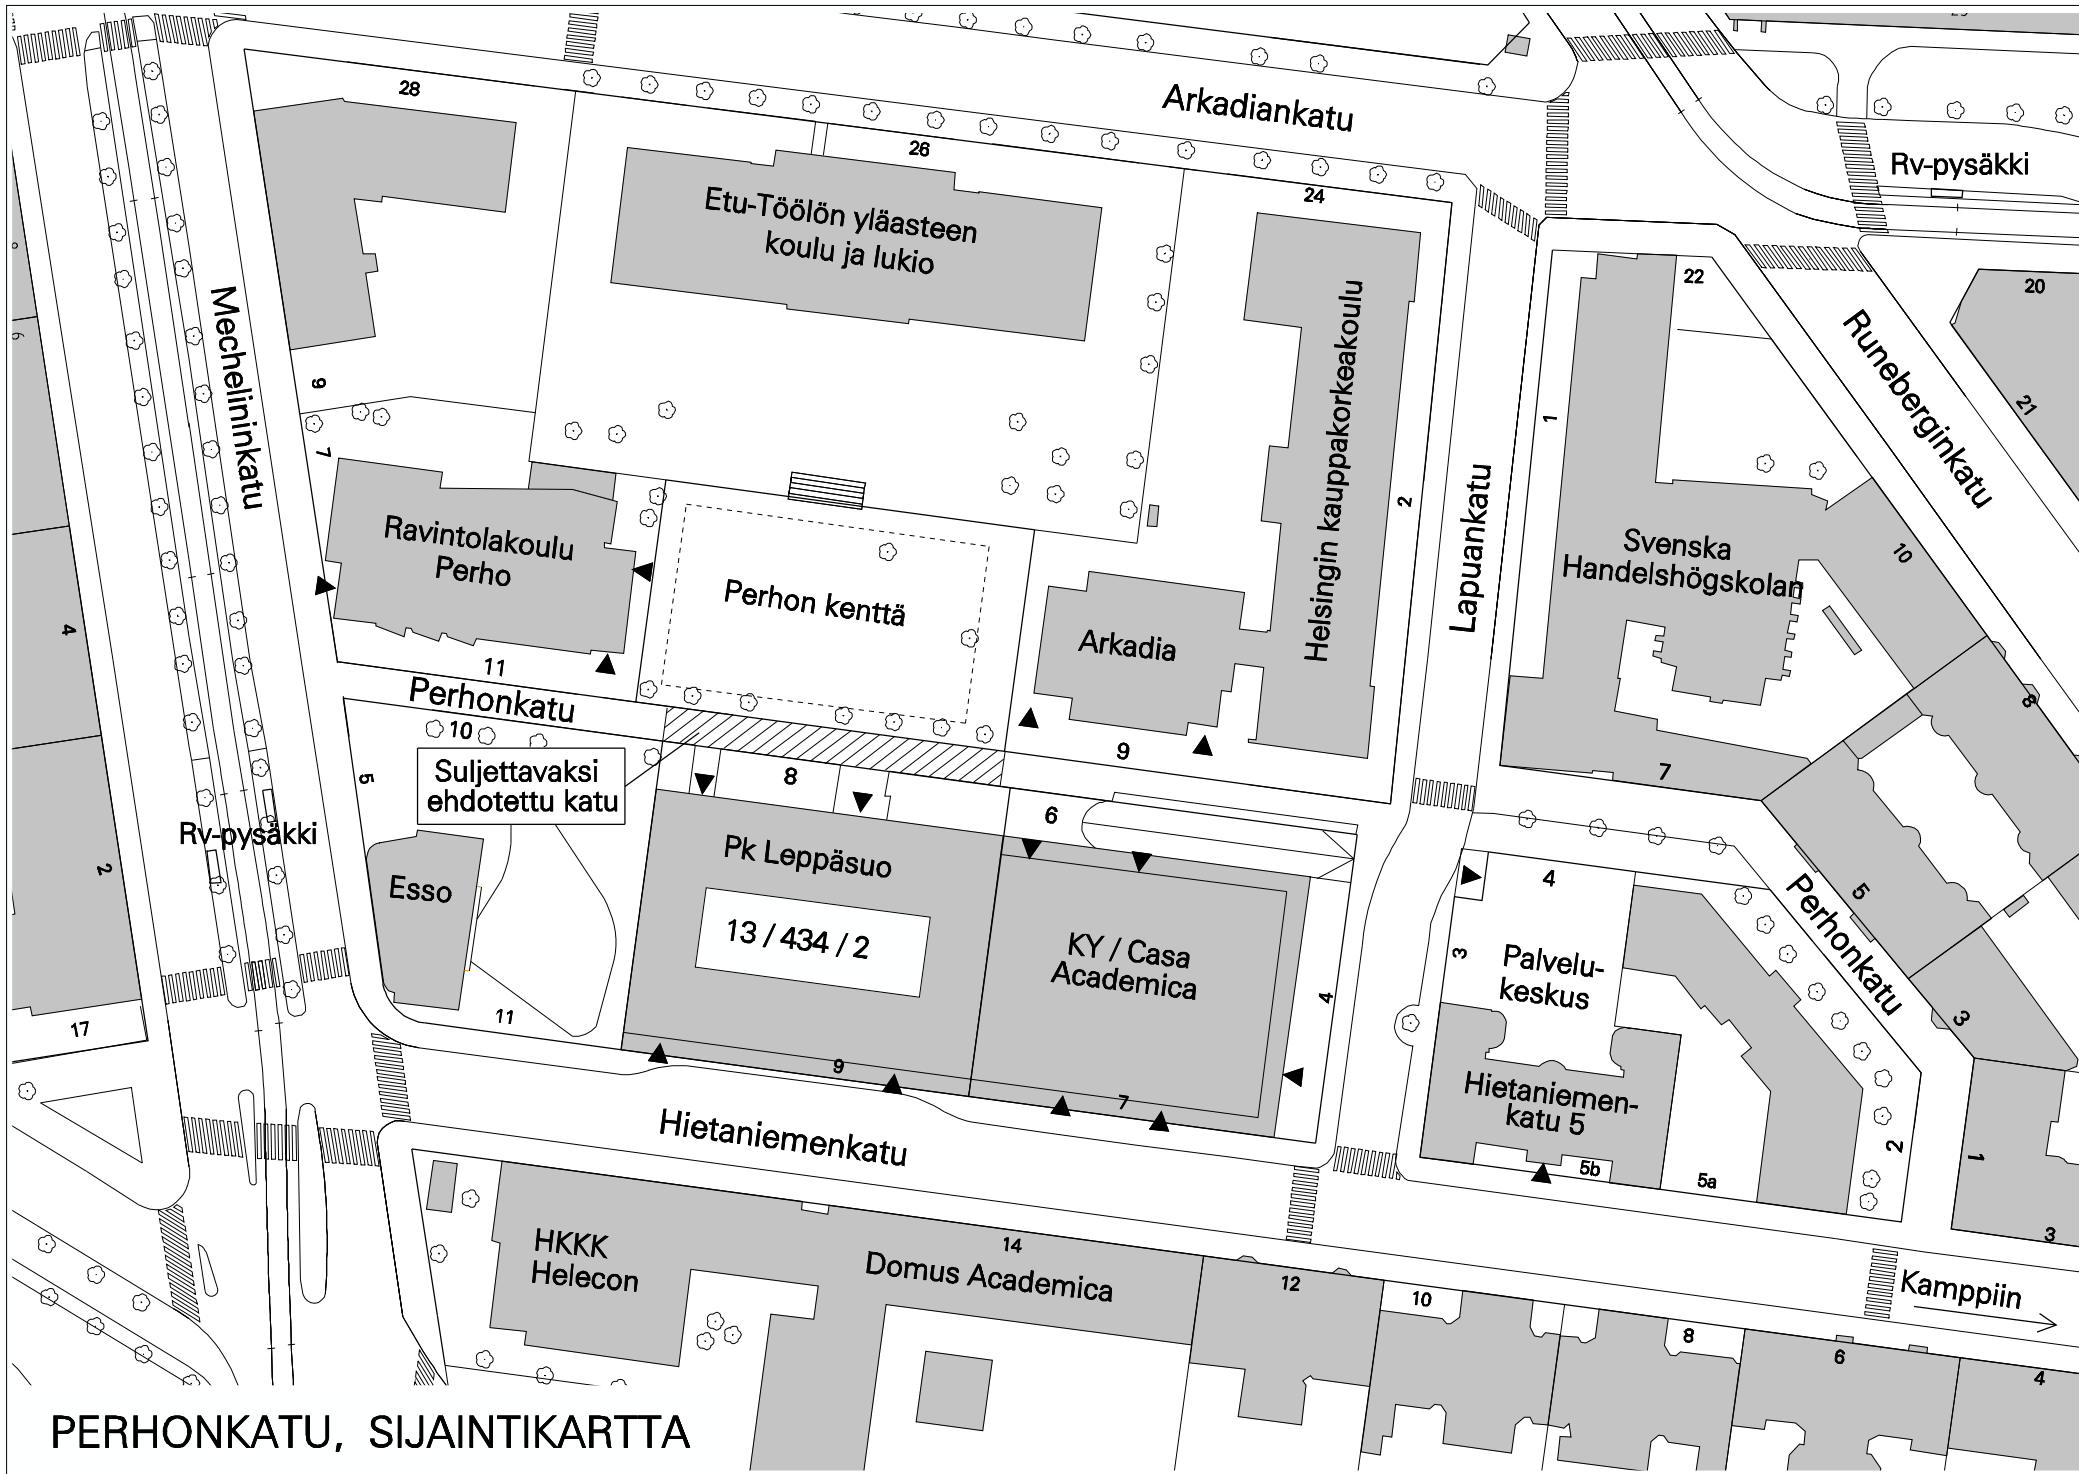 28
Arkadiankatu
26
Rv-pysäkki
24
Etu-Töölön yläasteen
koulu ja lukio
22
20
Mechelininkatu
Helsingin kauppakorkeakoulu
Runeberginkatu
21
9
7
1
2
Lapuankatu
Ravintolakoulu
Perho
Svenska
Handelshögskolan
10
Perhon kenttä
4
Arkadia
11
Perhonkatu
10
8
9
7
5
Suljettavaksi
ehdotettu katu
8
6
Rv-pysäkki
2
Esso
Pk Leppäsuo
4
5
Perhonkatu
13 / 434 / 2
KY / Casa
Academica
3
Palvelu-
keskus
4
11
3
17
9
7
Hietaniemen-
katu 5
Hietaniemenkatu
2
1
5b
5a
3
HKKK
Helecon
14
Domus Academica
12
10
Kamppiin
8
6
4
PERHONKATU, SIJAINTIKARTTA